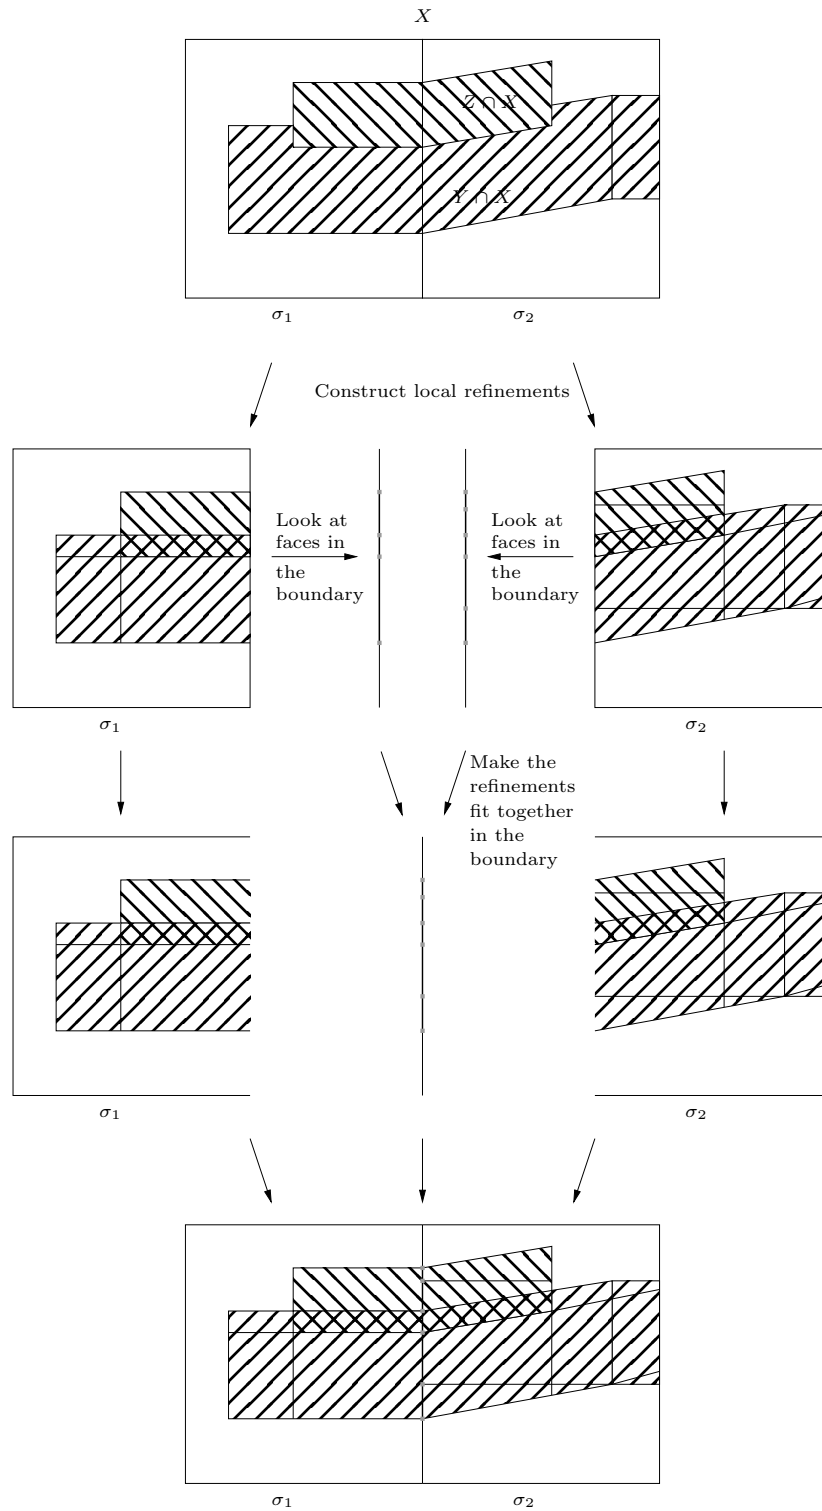 X
Z ∩ X
Y ∩ X
σ₁
σ₂
Construct local refinements
Look at
faces in
the
boundary
Look at
faces in
the
boundary
σ₁
σ₂
Make the
refinements
fit together
in the
boundary
σ₁
σ₂
σ₁
σ₂